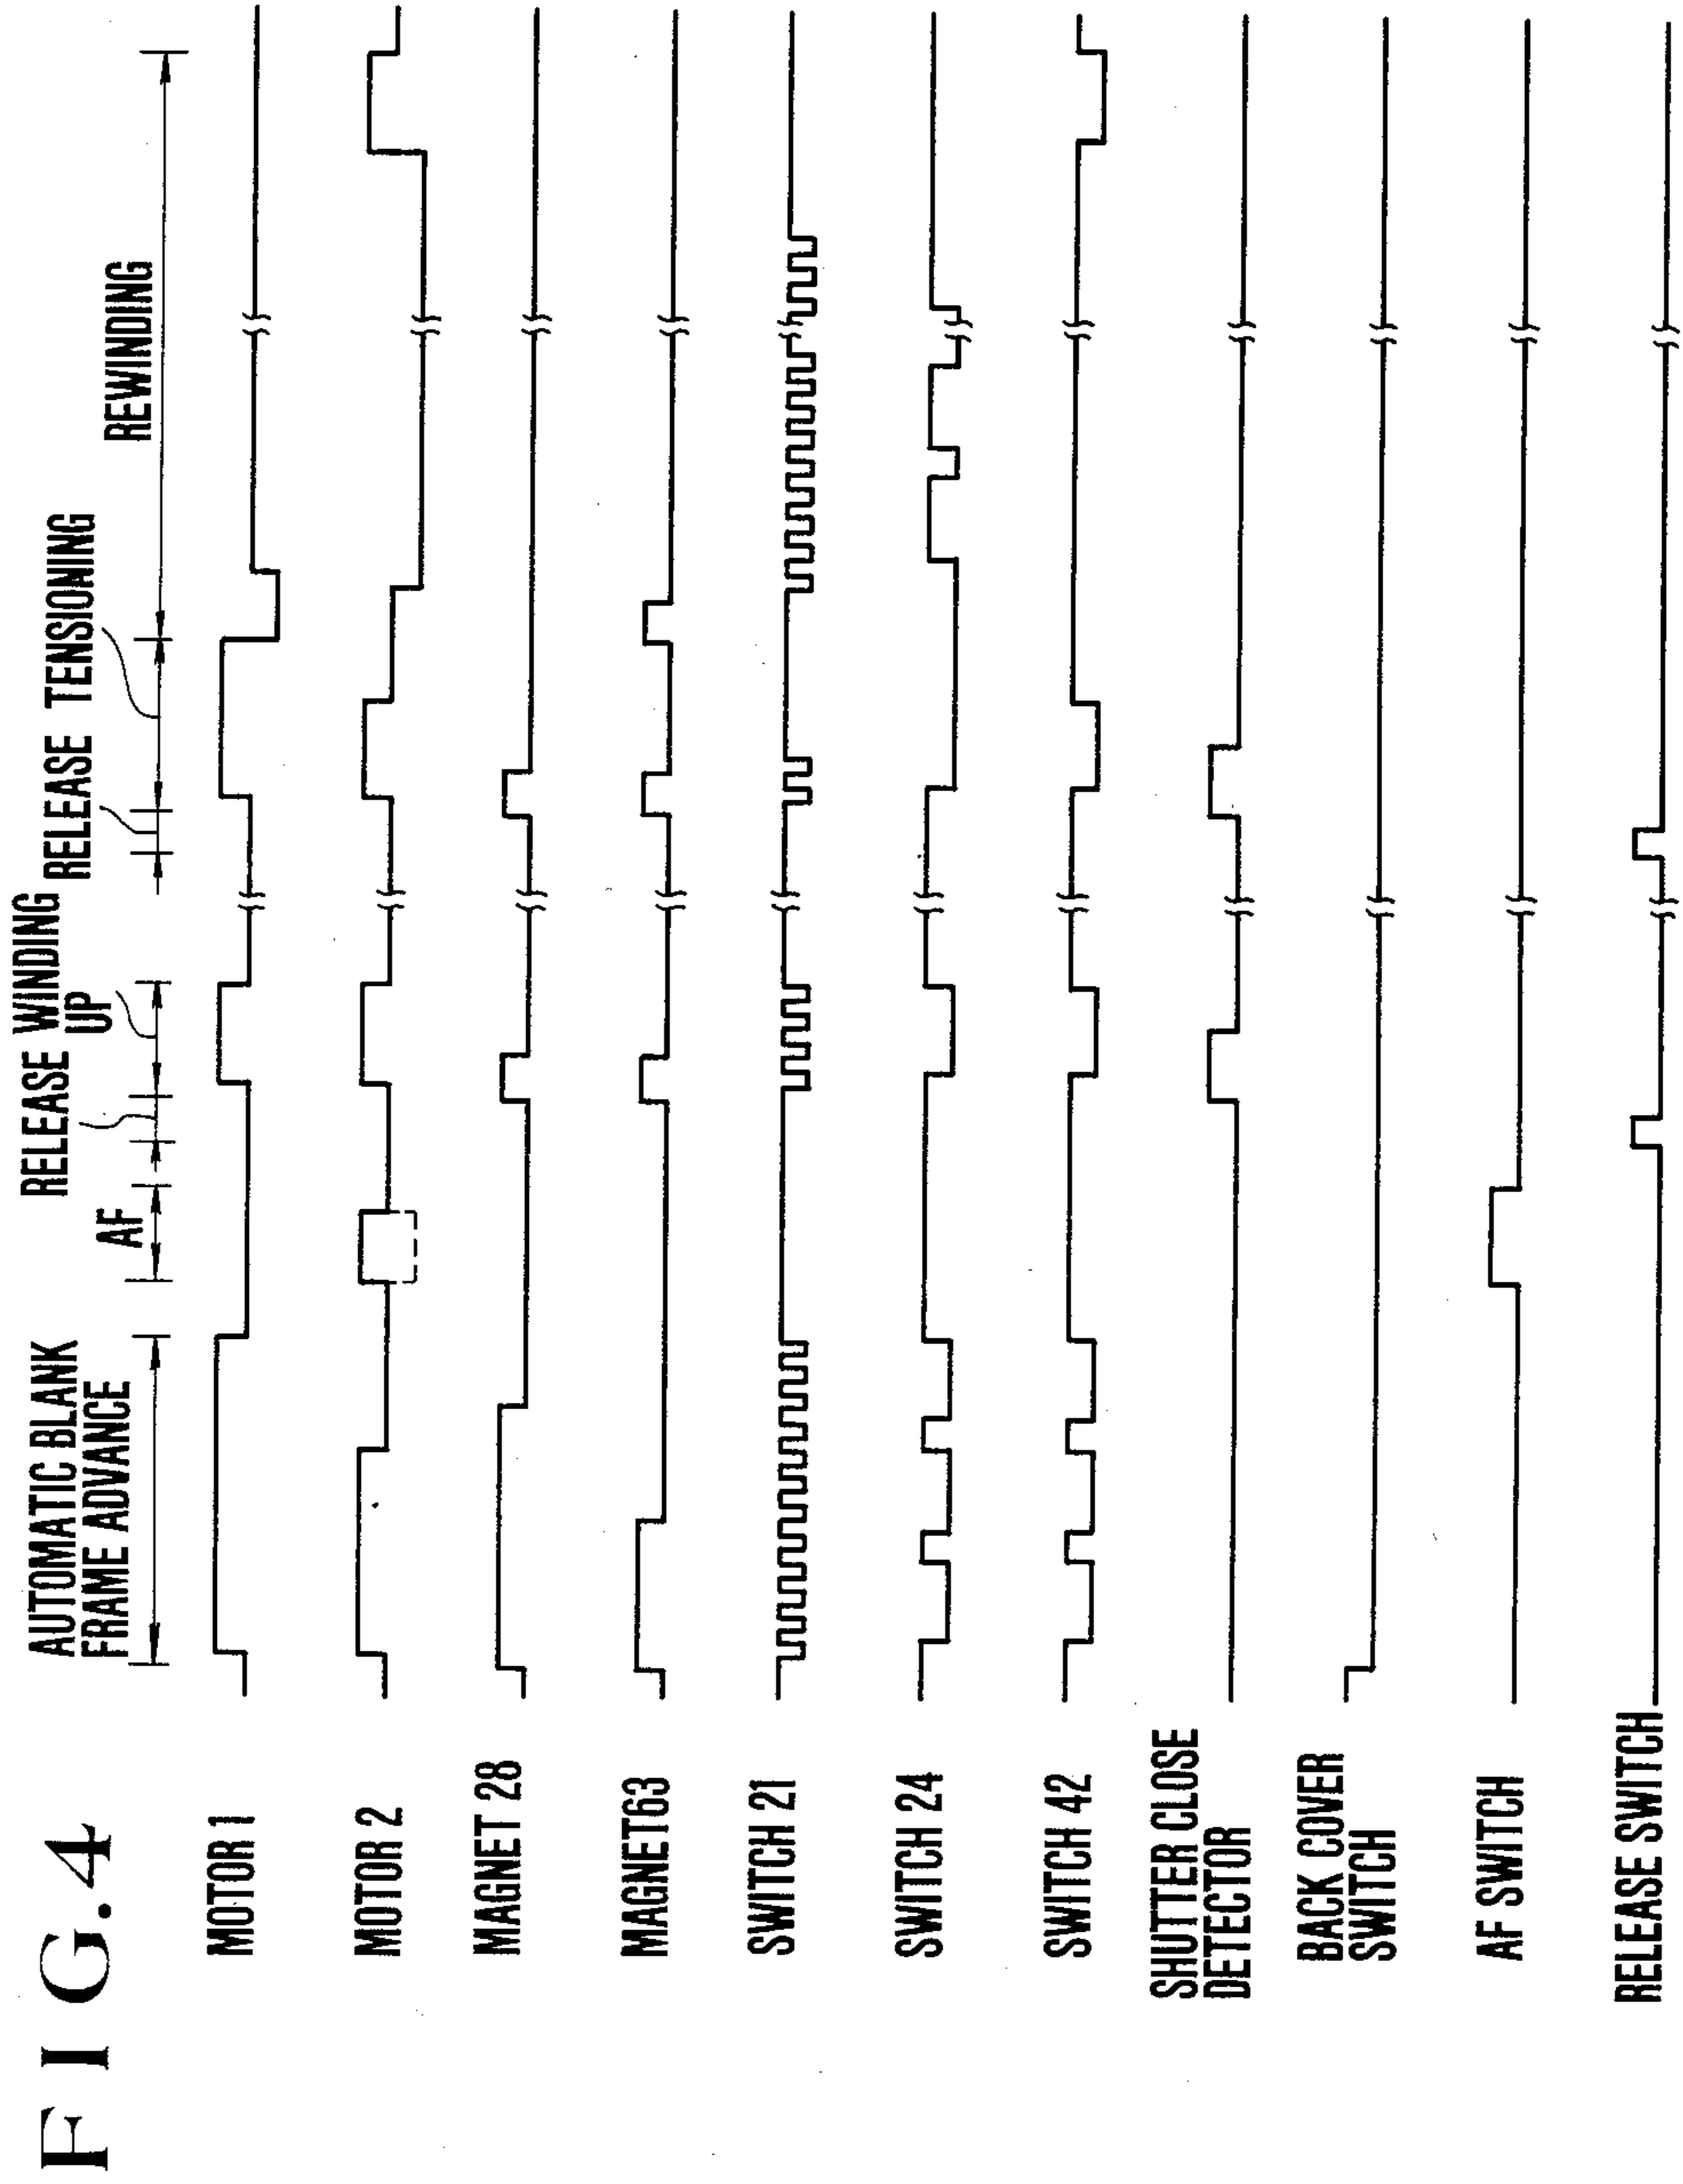 FIG.4
AUTOMATIC BLANK
FRAME ADVANCE
AF
RELEASE
WINDING
UP
RELEASE
TENSIONING
REWINDING
MOTOR 1
MOTOR 2
MAGNET 28
MAGNET63
SWITCH 21
SWITCH 24
SWITCH 42
SHUTTER CLOSE
DETECTOR
BACK COVER
SWITCH
AF SWITCH
RELEASE SWITCH